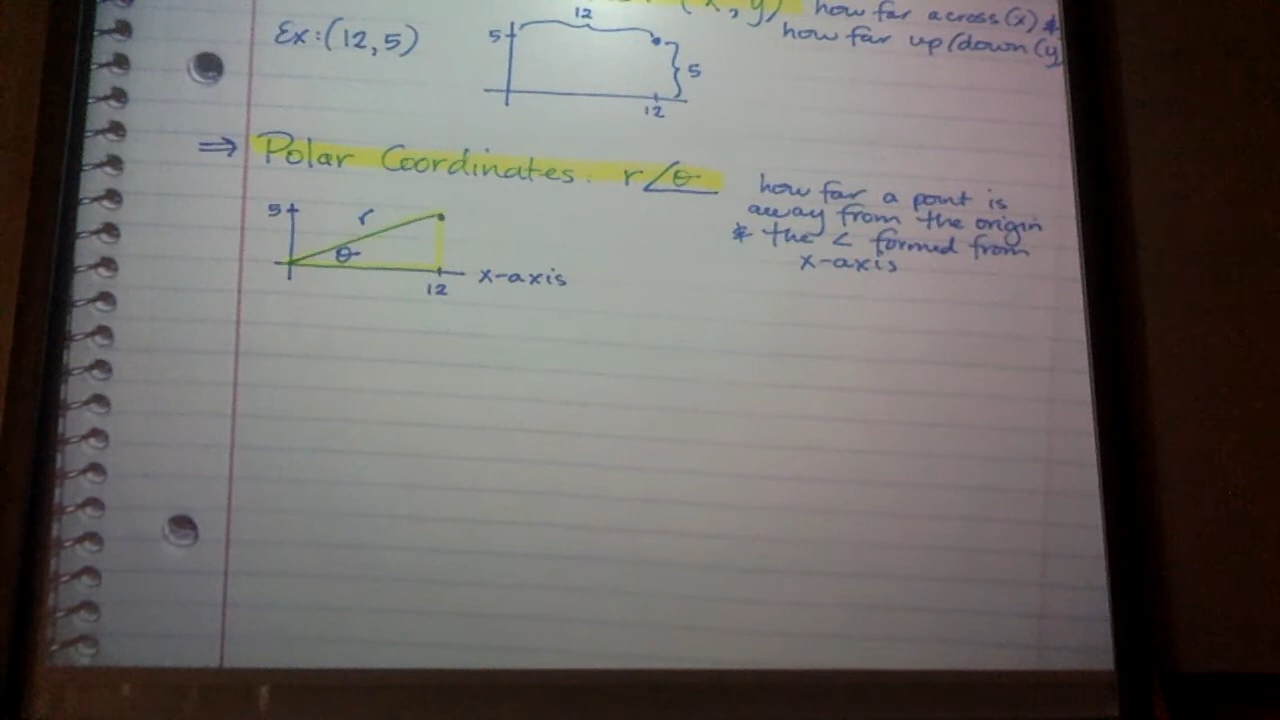 (x, y) how far across (x) &
how far up/down (y
Ex: (12, 5)
12
5
5
12
⇒ Polar Coordinates: r∠θ
how far a point is
away from the origin
& the ∠ formed from
x-axis
5
r
θ
x-axis
12